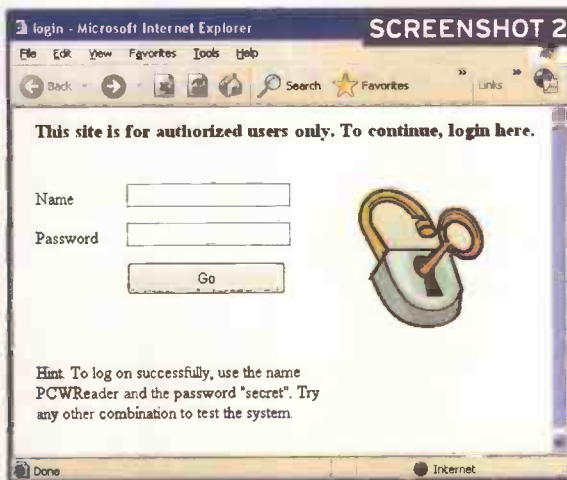 login - Microsoft Internet Explorer
SCREENSHOT 2
File Edit View Favorites Tools Help
Back Search Favorites » Links »
This site is for authorized users only. To continue, login here.
Name
Password
Go
Hint. To log on successfully, use the name
PCWReader and the password "secret". Try
any other combination to test the system.
Done Internet